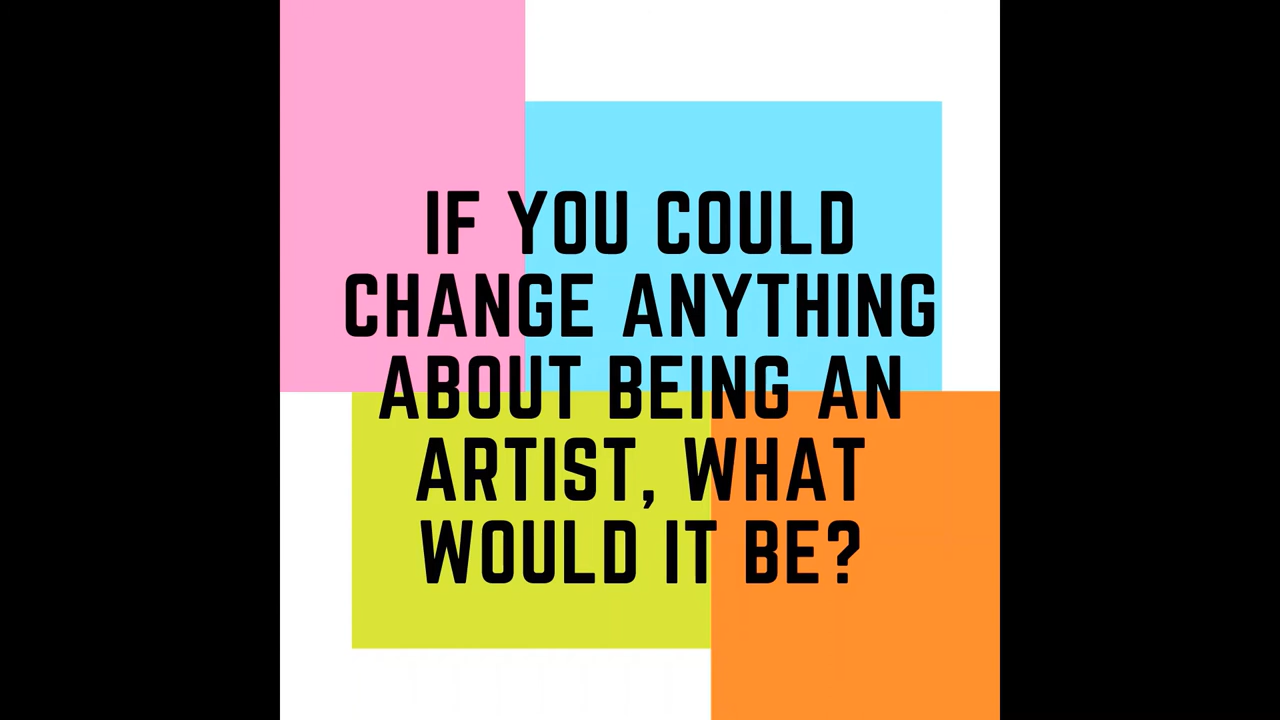 IF YOU COULD
CHANGE ANYTHING
ABOUT BEING AN
ARTIST, WHAT
WOULD IT BE?